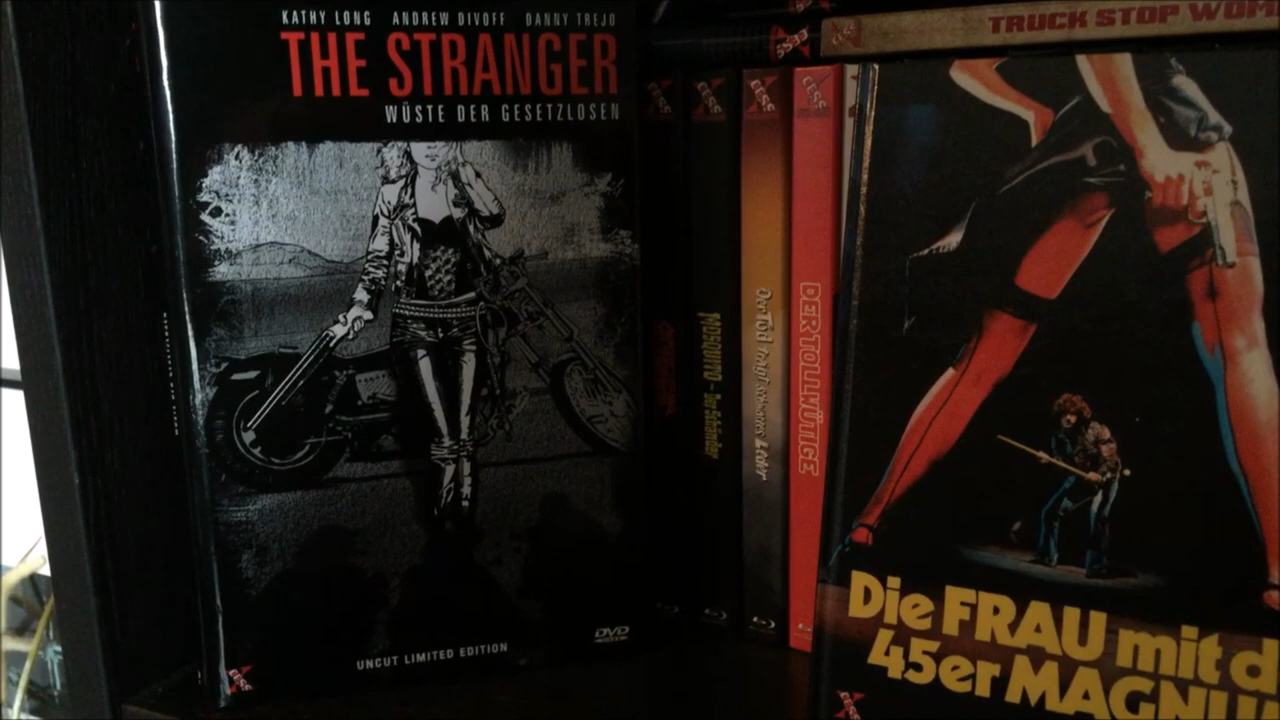 KATHY LONG ANDREW DIVOFF DANNY TREJO
THE STRANGER
WÜSTE DER GESETZLOSEN
UNCUT LIMITED EDITION
DVD
MOSQUITO - Der Schänder
Der Tod trägt schwarzes Leder
DER TOLLWÜTIGE
TRUCK STOP WOM
Die FRAU mit d
45er MAGNU